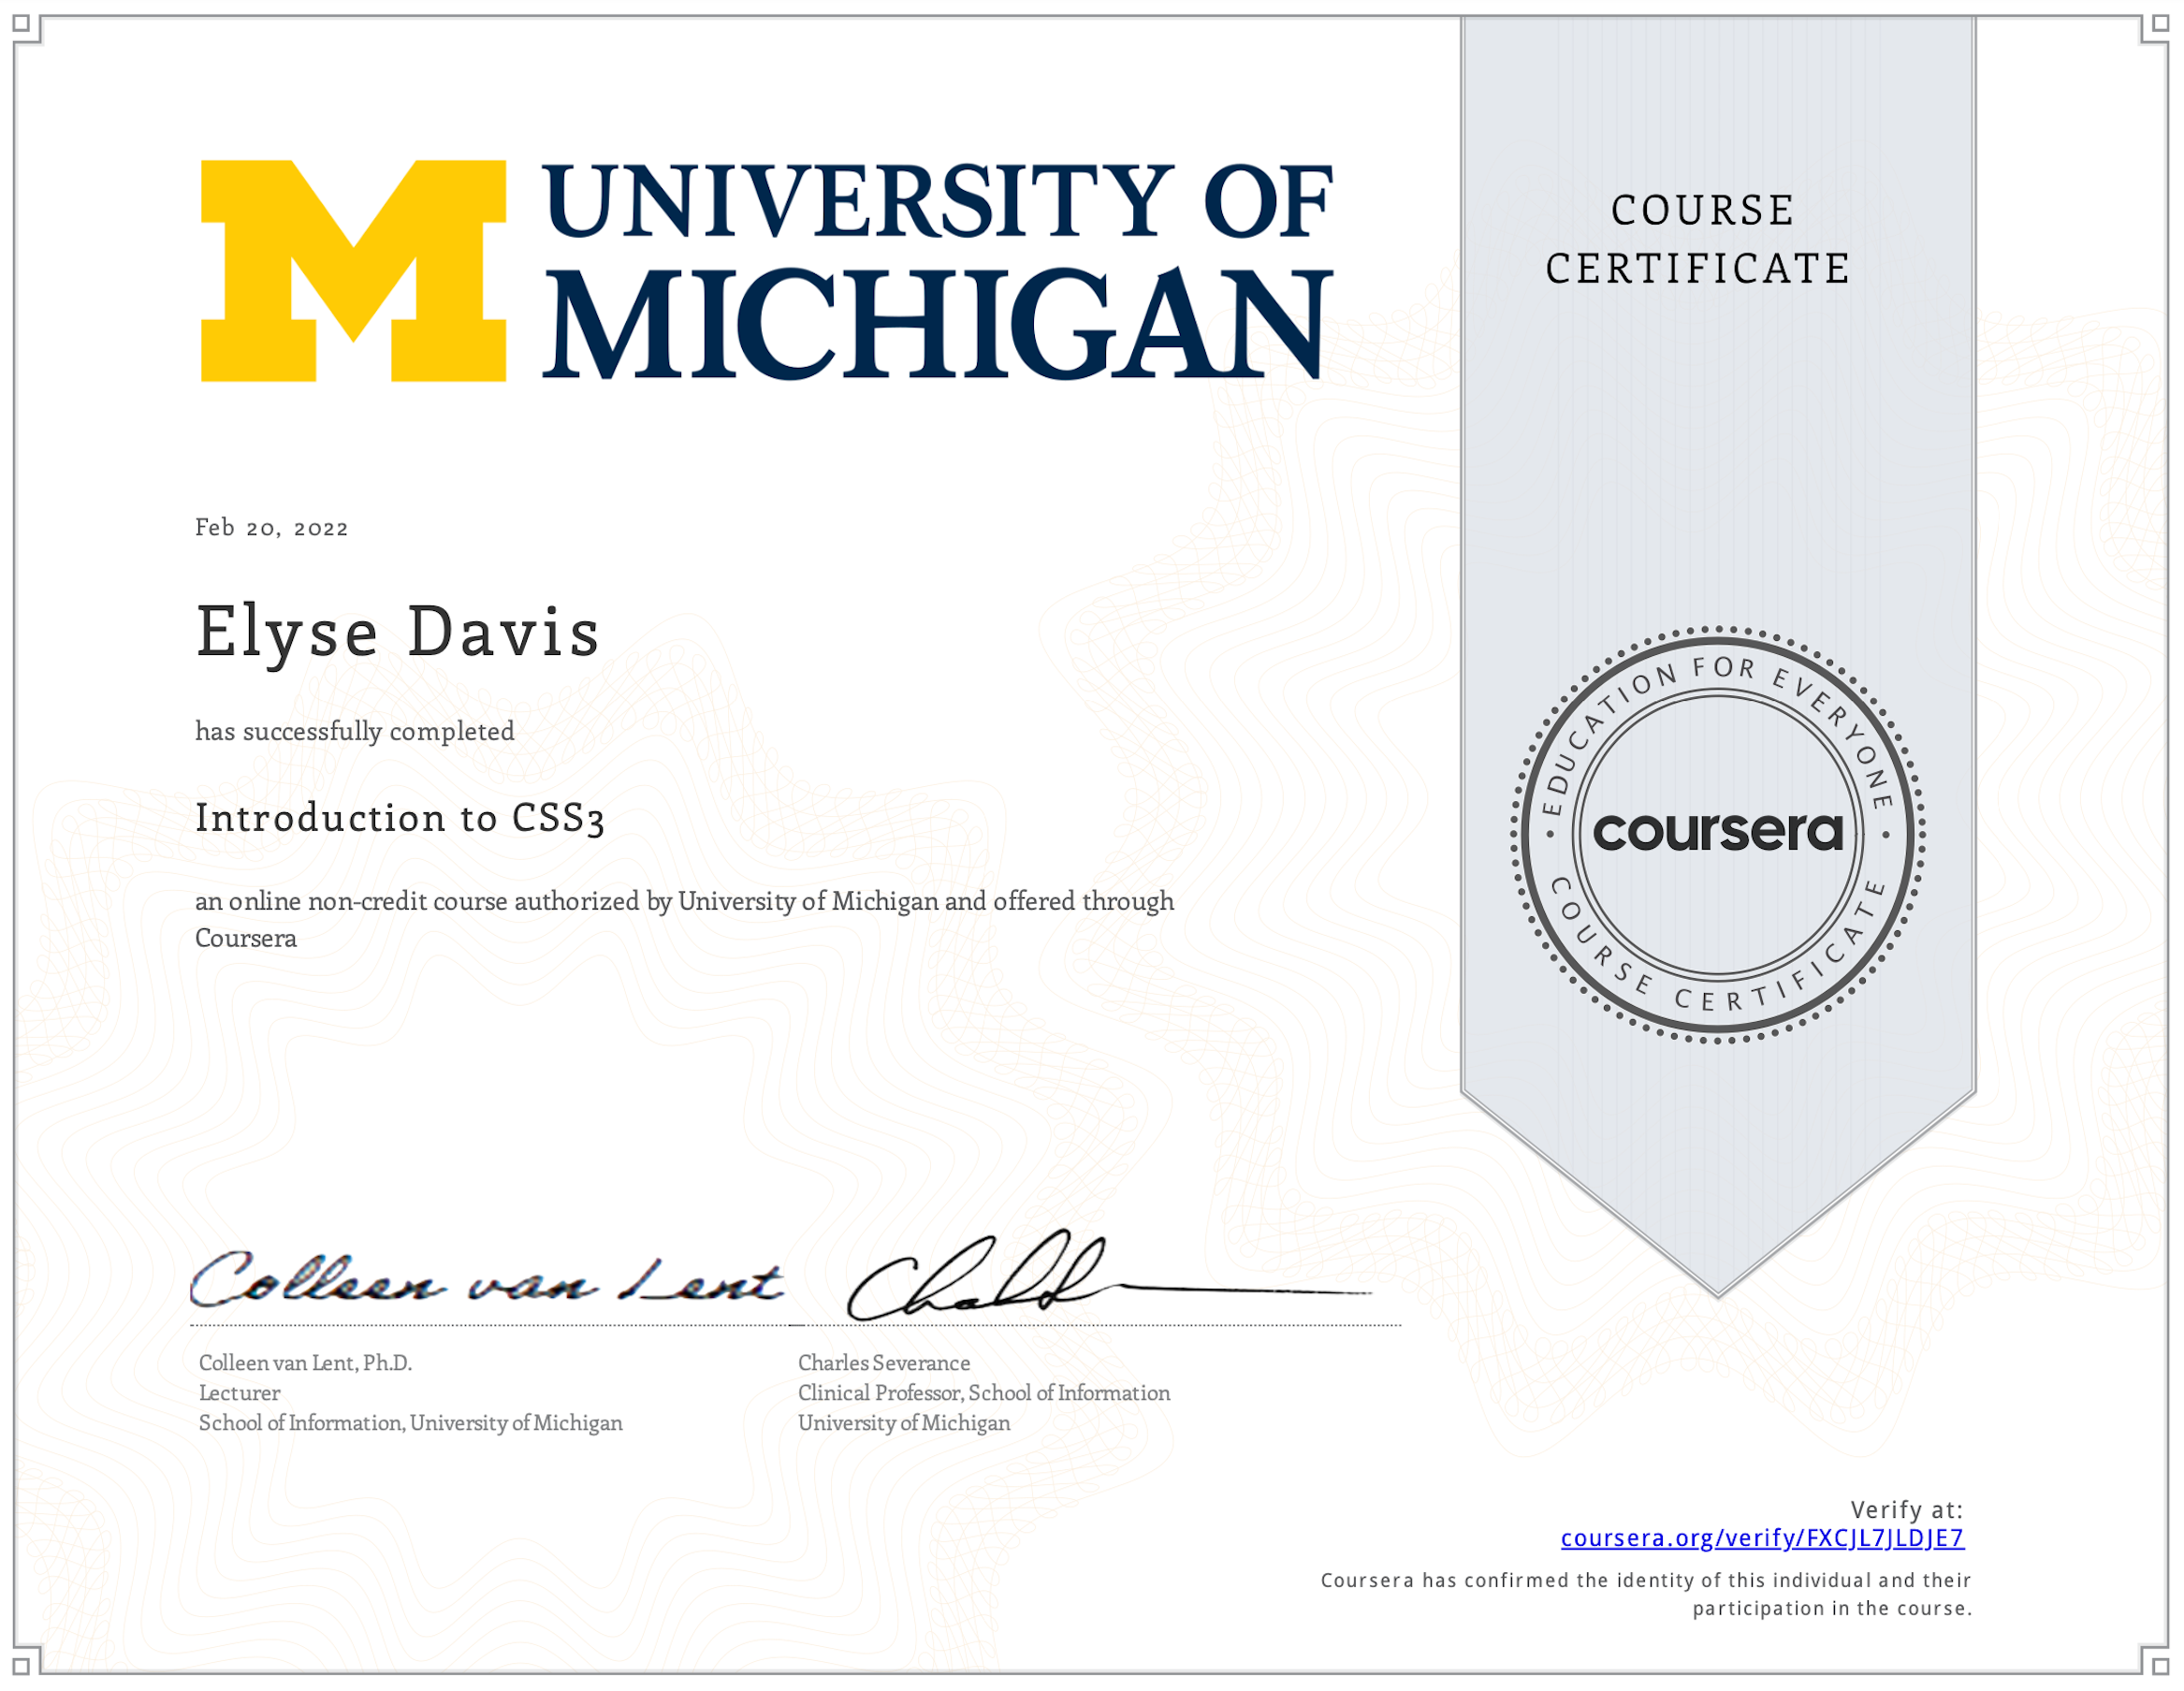 UNIVERSITY OF
MICHIGAN
COURSE
CERTIFICATE
Feb 20, 2022
Elyse Davis
has successfully completed
Introduction to CSS3
an online non-credit course authorized by University of Michigan and offered through
Coursera
EDUCATION FOR EVERYONE
coursera
COURSE CERTIFICATE
Colleen van Lent
Colleen van Lent, Ph.D.
Lecturer
School of Information, University of Michigan
Charles Severance
Clinical Professor, School of Information
University of Michigan
Verify at:
coursera.org/verify/FXCJL7JLDJE7
Coursera has confirmed the identity of this individual and their
participation in the course.